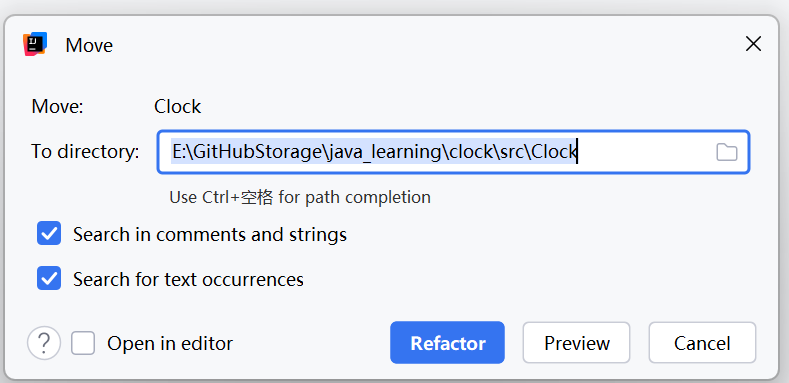 IJ
Move
Move: Clock
To directory: E:\GitHubStorage\java_learning\clock\src\Clock
Use Ctrl+空格 for path completion
Search in comments and strings
Search for text occurrences
? Open in editor Refactor Preview Cancel